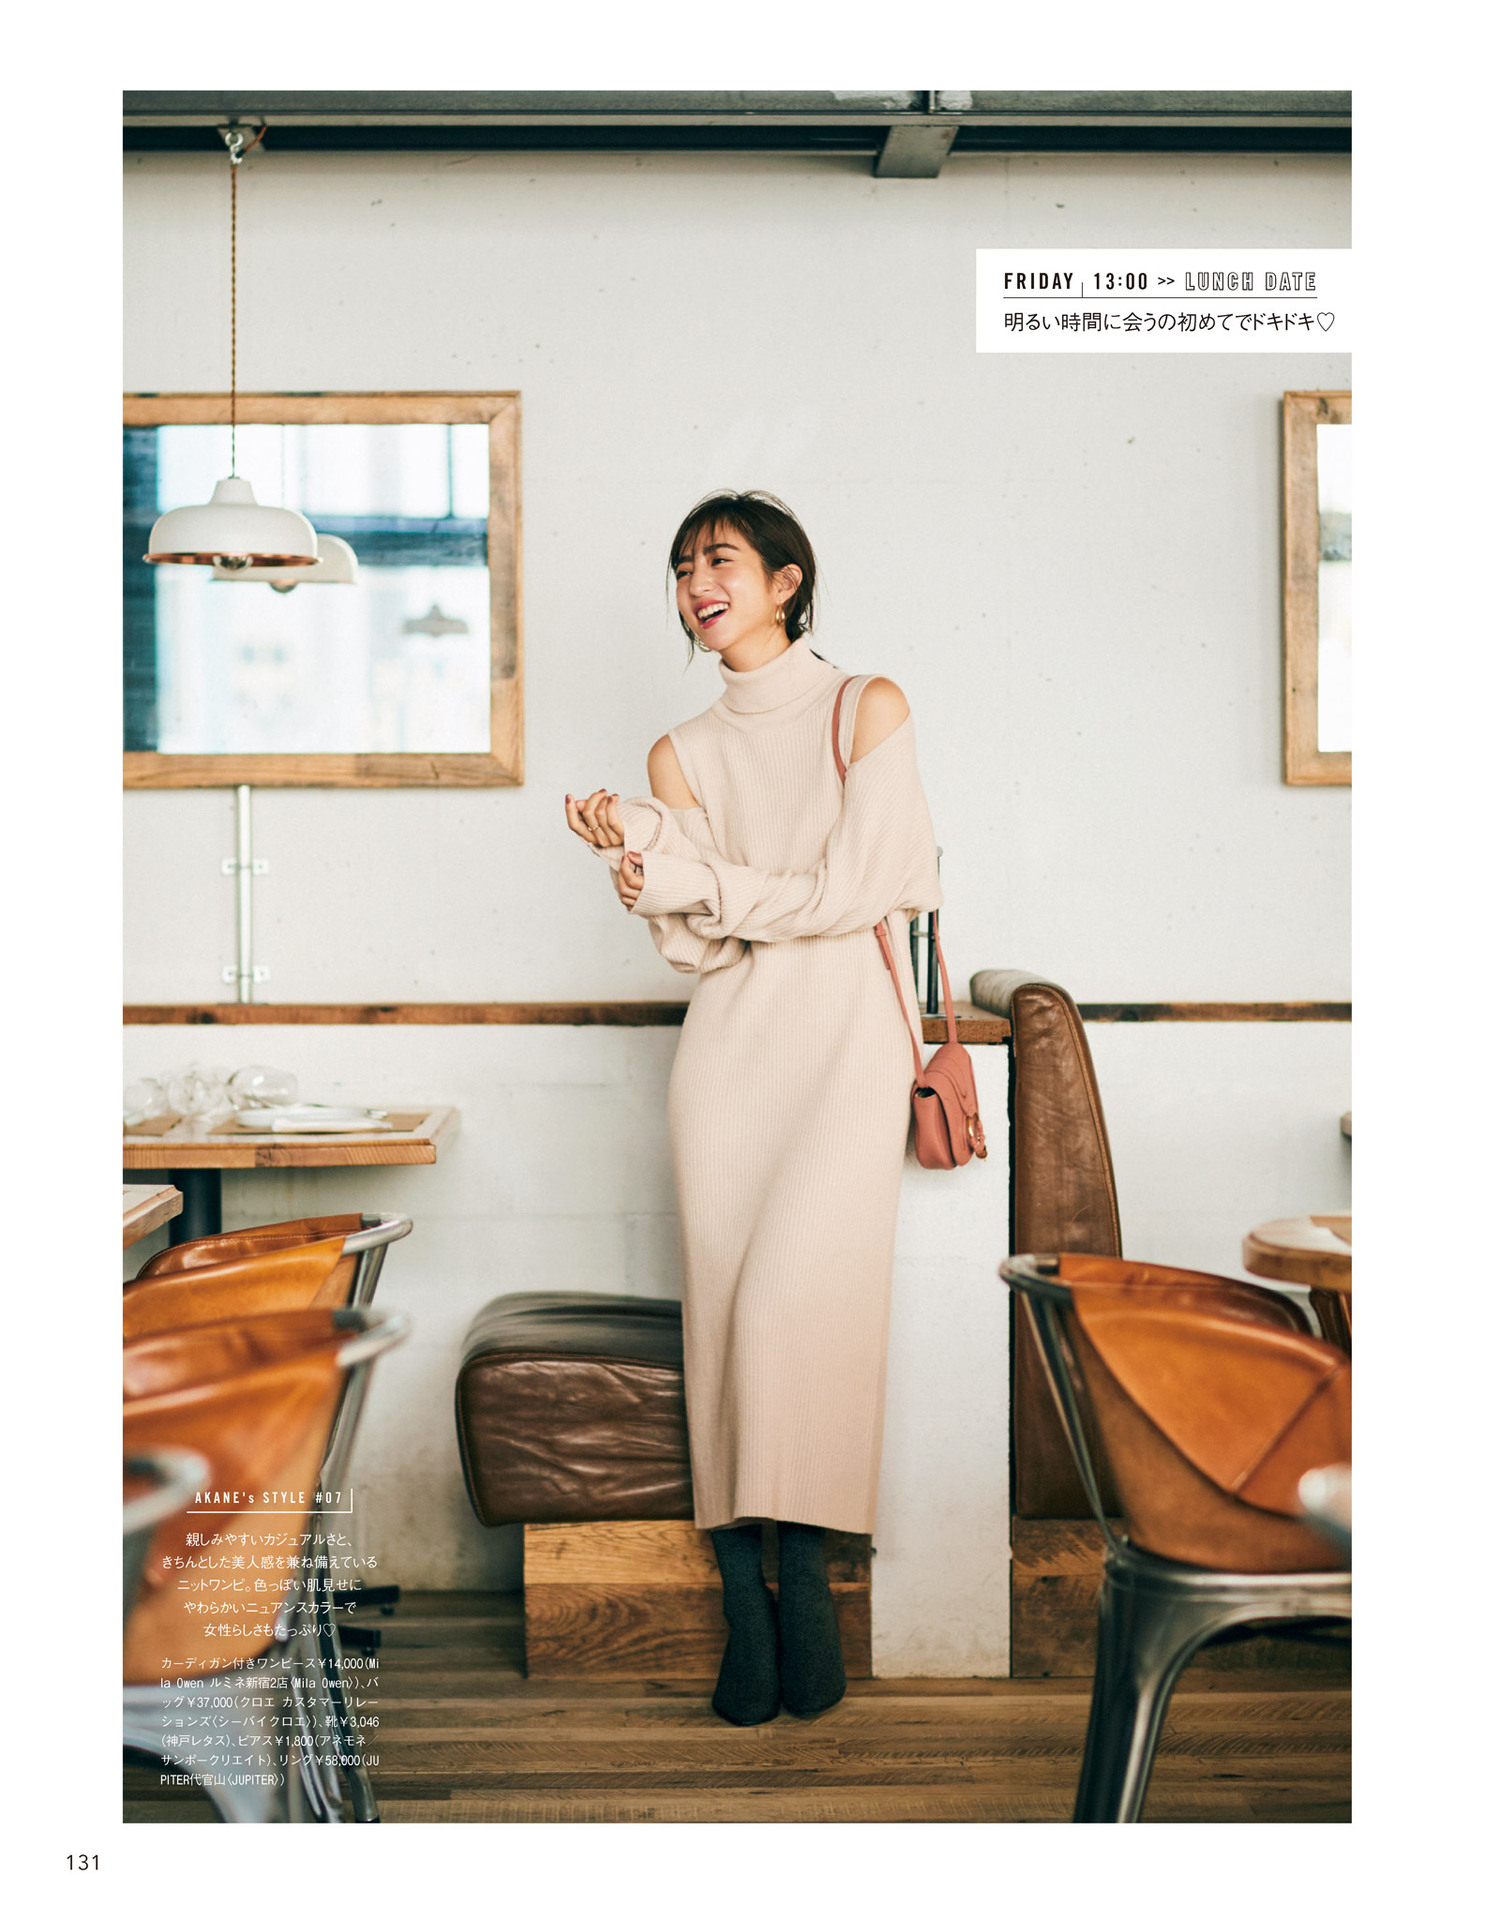 FRIDAY 13:00 >> LUNCH DATE
明るい時間に会うの初めてでドキドキ♡
AKANE's STYLE #07
親しみやすいカジュアルさと、
きちんとした美人感を兼ね備えている
ニットワンピ。色っぽい肌見せに
やわらかいニュアンスカラーで
女性らしさもたっぷり♡
カーディガン付きワンピース¥14,000(Mi
la Owen ルミネ新宿2店〈Mila Owen〉)、バ
ッグ¥37,000(クロエ カスタマーリレー
ションズ〈シーバイクロエ〉)、靴¥3,046
(神戸レタス)、ピアス¥1,800(アネモネ
サンポークリエイト)、リング¥58,000(JU
PITER代官山〈JUPITER〉)
131